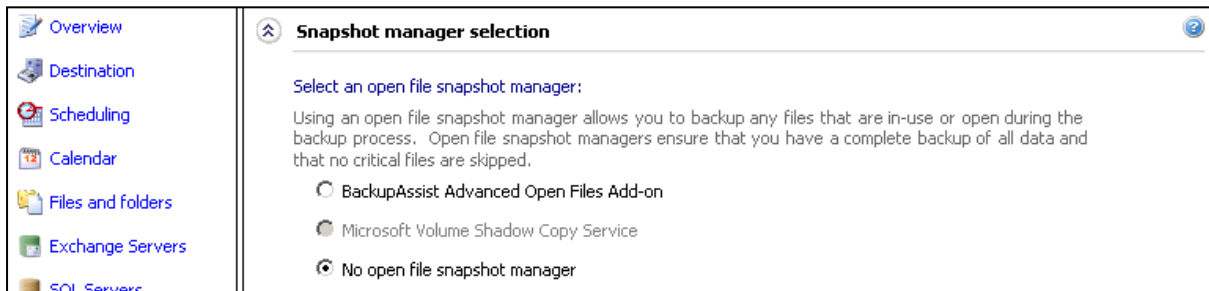 Overview
Destination
Scheduling
Calendar
12
Files and folders
Exchange Servers
SQL Servers
Snapshot manager selection
Select an open file snapshot manager:
Using an open file snapshot manager allows you to backup any files that are in-use or open during the
backup process.  Open file snapshot managers ensure that you have a complete backup of all data and
that no critical files are skipped.
BackupAssist Advanced Open Files Add-on
Microsoft Volume Shadow Copy Service
No open file snapshot manager